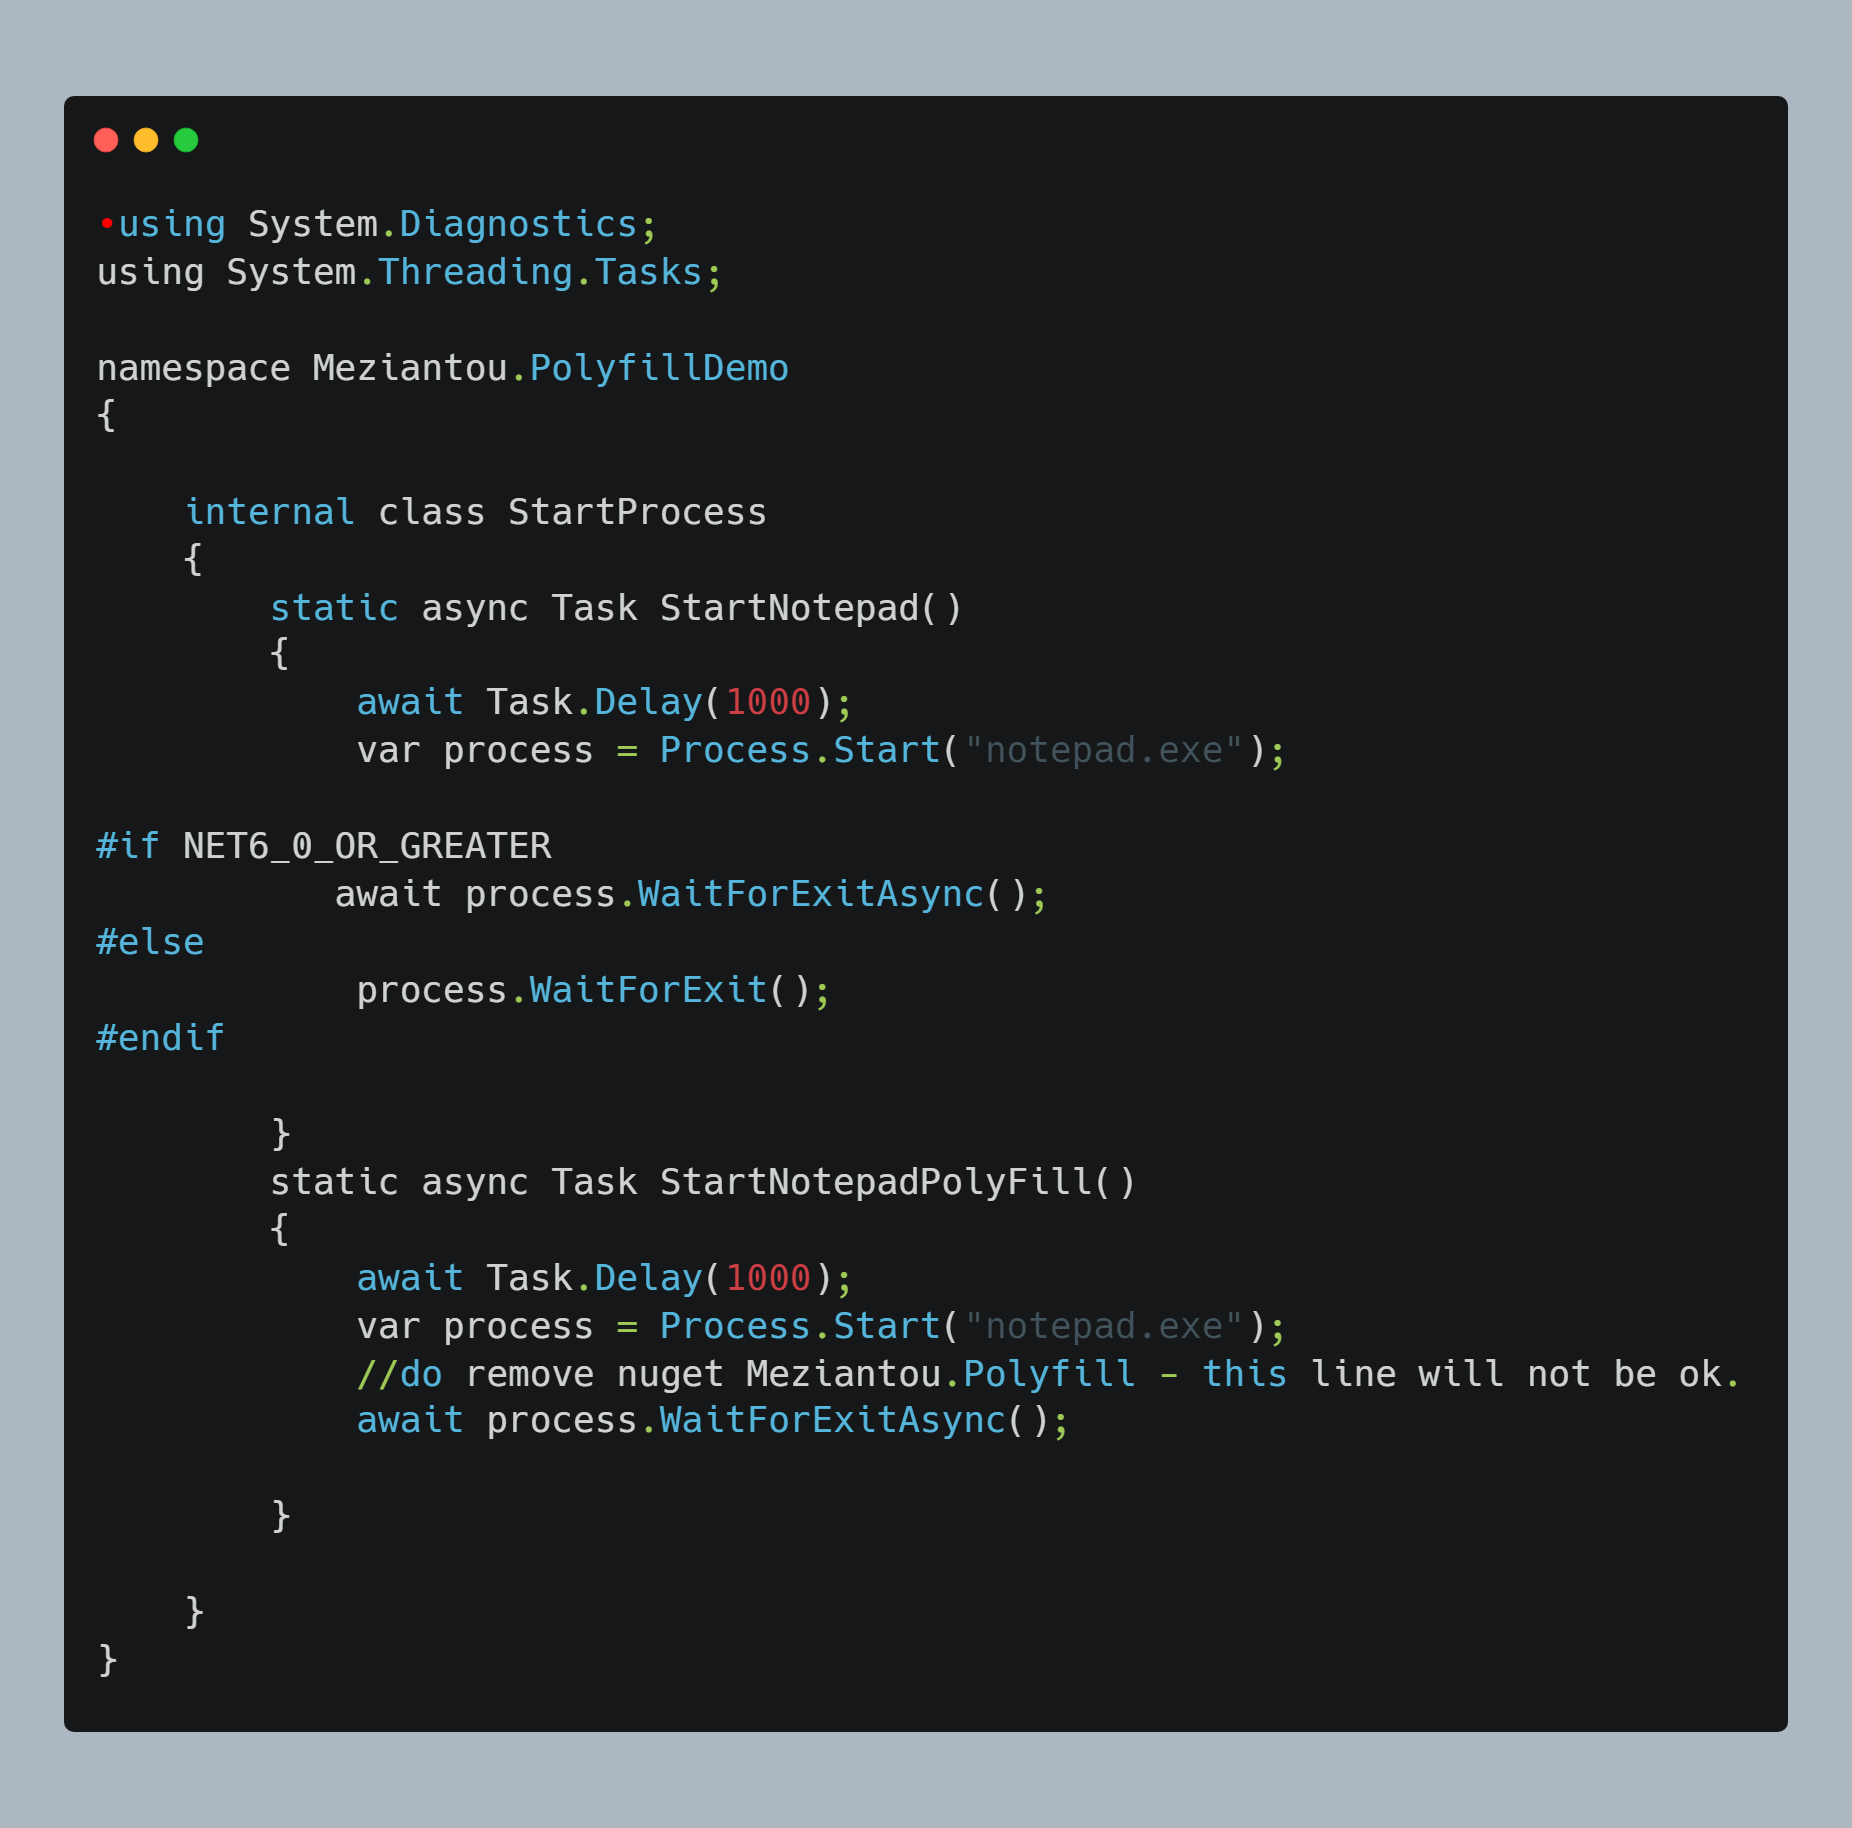 •using System.Diagnostics;
using System.Threading.Tasks;
namespace Meziantou.PolyfillDemo
{
internal class StartProcess
{
static async Task StartNotepad()
{
await Task.Delay(1000);
var process = Process.Start("notepad.exe");
#if NET6_0_OR_GREATER
await process.WaitForExitAsync();
#else
process.WaitForExit();
#endif
}
static async Task StartNotepadPolyFill()
{
await Task.Delay(1000);
var process = Process.Start("notepad.exe");
//do remove nuget Meziantou.Polyfill - this line will not be ok.
await process.WaitForExitAsync();
}
}
}